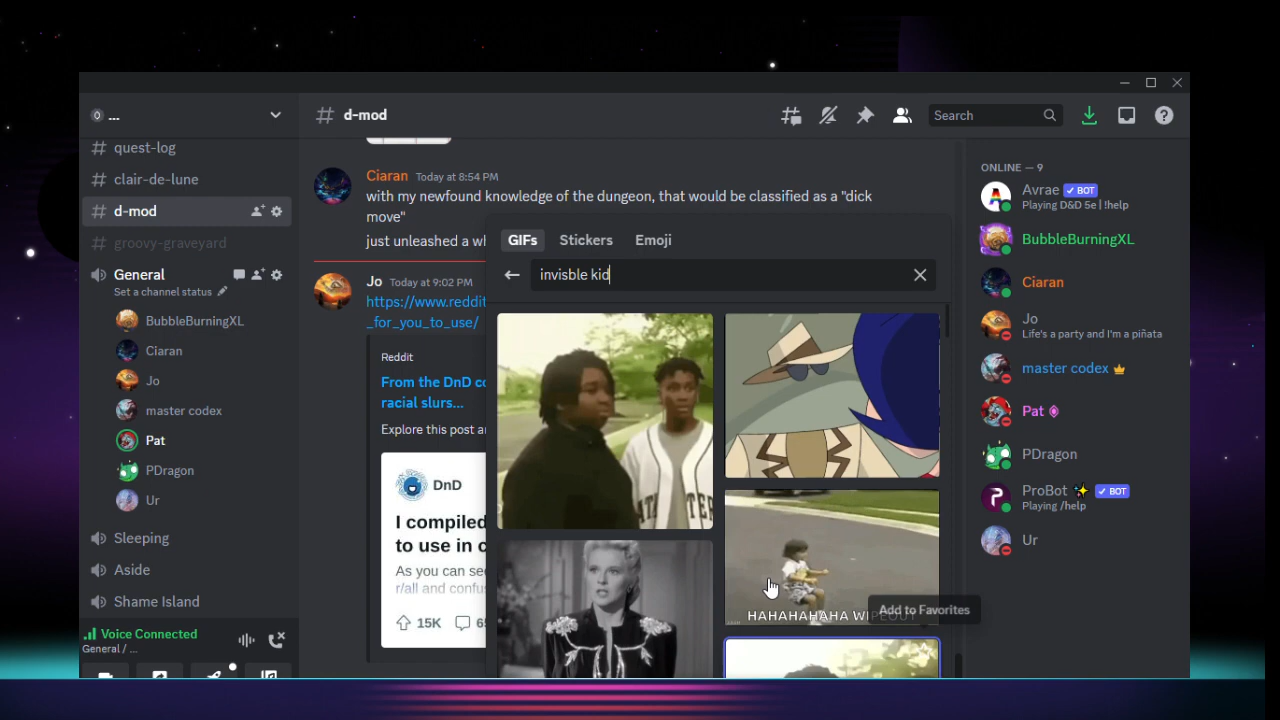 ...
quest-log
clair-de-lune
d-mod
groovy-graveyard
General
Set a channel status
BubbleBurningXL
Ciaran
Jo
master codex
Pat
PDragon
Ur
Sleeping
Aside
Shame Island
Voice Connected
General / ...
d-mod
Search
Ciaran Today at 8:54 PM
with my newfound knowledge of the dungeon, that would be classified as a "dick
move"
just unleashed a wh
Jo Today at 9:02 PM
https://www.reddit
_for_you_to_use/
Reddit
From the DnD co
racial slurs...
Explore this post a
DnD
I compiled
to use in c
As you can see
r/all and confus
15K 65
GIFs Stickers Emoji
invisble kid
HAHAHAHAHA WIPEOUT
Add to Favorites
ONLINE — 9
Avrae BOT
Playing D&D 5e | !help
BubbleBurningXL
Ciaran
Jo
Life's a party and I'm a piñata
master codex
Pat
PDragon
ProBot BOT
Playing /help
Ur